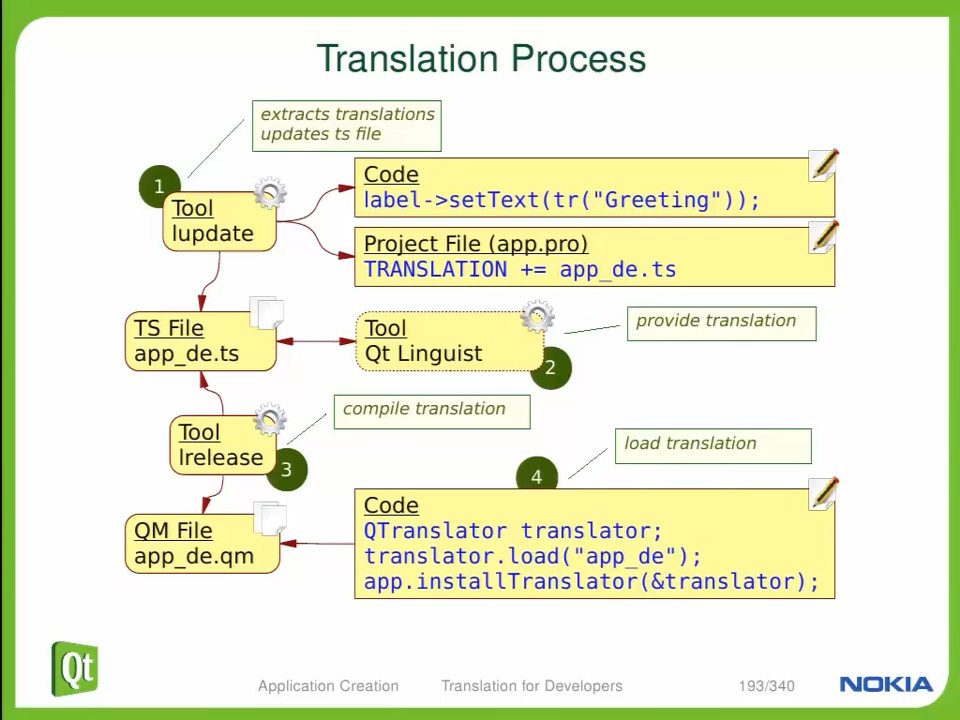 Translation Process
extracts translations
updates ts file
1
Tool
lupdate
Code
label->setText(tr("Greeting"));
Project File (app.pro)
TRANSLATION += app_de.ts
TS File
app_de.ts
Tool
Qt Linguist
2
provide translation
compile translation
Tool
lrelease
3
load translation
4
QM File
app_de.qm
Code
QTranslator translator;
translator.load("app_de");
app.installTranslator(&translator);
Qt
Application Creation
Translation for Developers
193/340
NOKIA